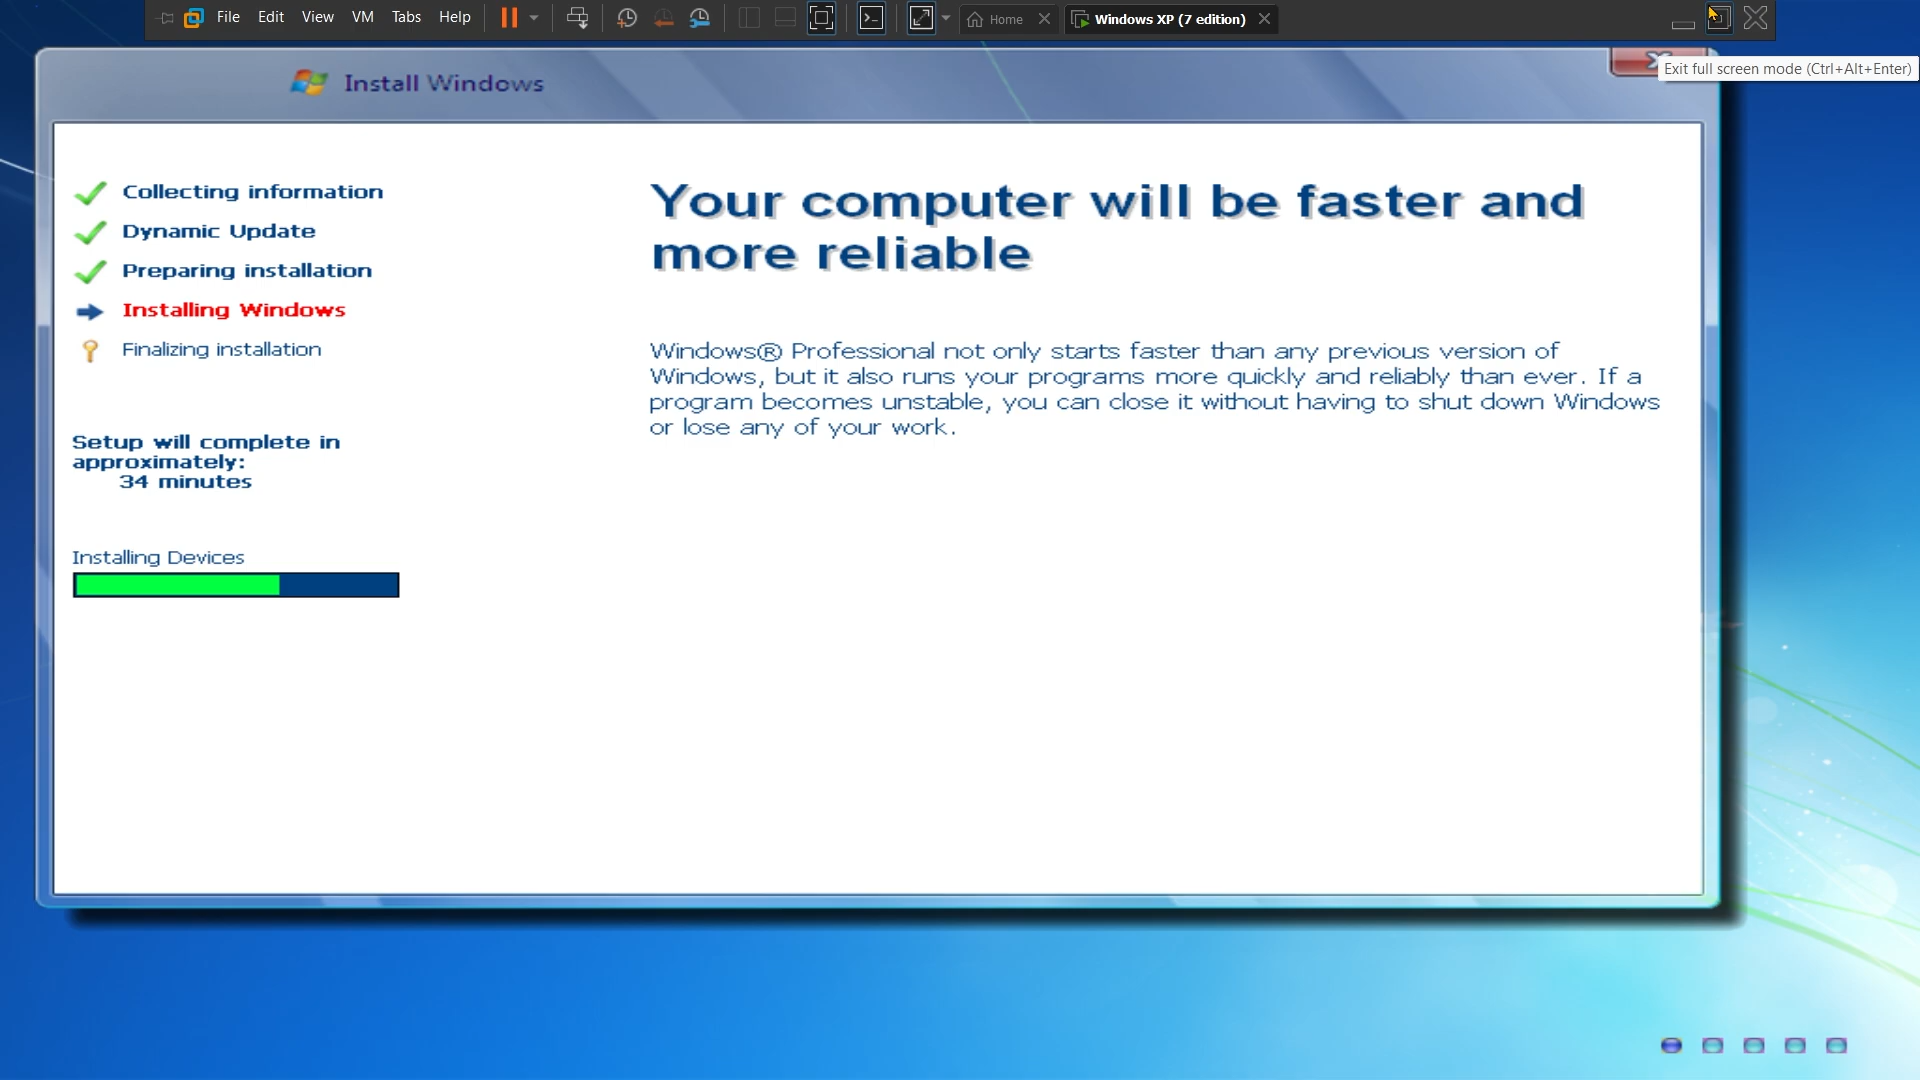 File Edit View VM Tabs Help
Home
Windows XP (7 edition)
Exit full screen mode (Ctrl+Alt+Enter)
Install Windows
Collecting information
Dynamic Update
Preparing installation
Installing Windows
Finalizing installation
Setup will complete in
approximately:
34 minutes
Installing Devices
Your computer will be faster and
more reliable
Windows® Professional not only starts faster than any previous version of
Windows, but it also runs your programs more quickly and reliably than ever. If a
program becomes unstable, you can close it without having to shut down Windows
or lose any of your work.